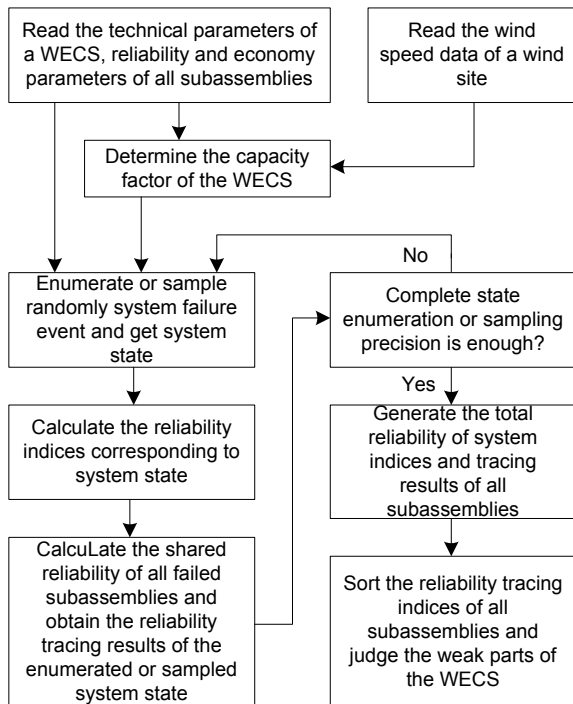 Read the technical parameters of
a WECS, reliability and economy
parameters of all subassemblies
Read the wind
speed data of a wind
site
Determine the capacity
factor of the WECS
No
Enumerate or sample
randomly system failure
event and get system
state
Complete state
enumeration or sampling
precision is enough?
Yes
Calculate the reliability
indices corresponding to
system state
Generate the total
reliability of system
indices and tracing
results of all
subassemblies
CalcuLate the shared
reliability of all failed
subassemblies and
obtain the reliability
tracing results of the
enumerated or sampled
system state
Sort the reliability tracing
indices of all
subassemblies and
judge the weak parts of
the WECS